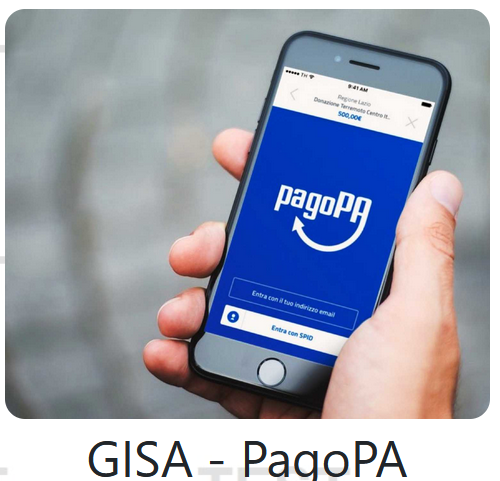 TH 9:41 AM
Regione Lazio
Donazione Terremoto Centro It..
500,00€
pagoPA
Entra con il tuo indirizzo email
Entra con SPID
GISA - PagoPA